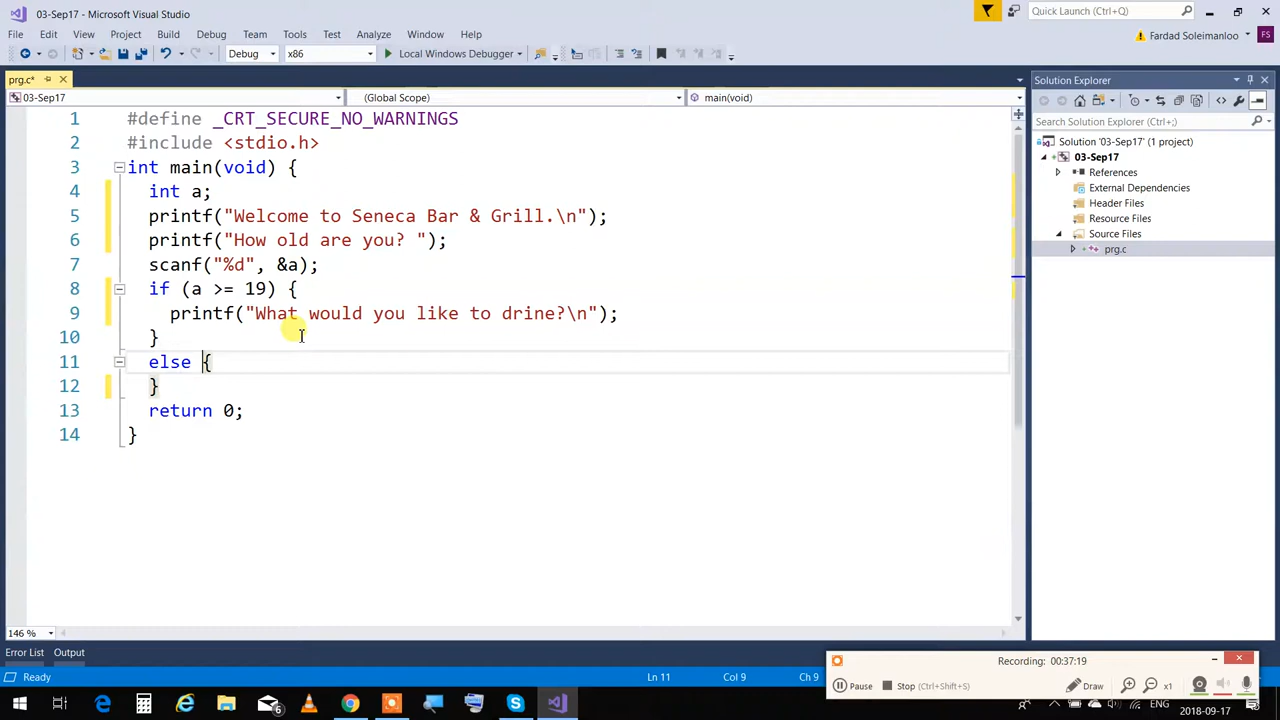 03-Sep17 - Microsoft Visual Studio
Quick Launch (Ctrl+Q)
File Edit View Project Build Debug Team Tools Test Analyze Window Help
Fardad Soleimanloo FS
Debug x86 Local Windows Debugger
prg.c*
Solution Explorer
03-Sep17 (Global Scope) main(void)
Search Solution Explorer (Ctrl+;)
Solution '03-Sep17' (1 project)
03-Sep17
References
External Dependencies
Header Files
Resource Files
Source Files
prg.c
1 #define _CRT_SECURE_NO_WARNINGS
2 #include <stdio.h>
3 int main(void) {
4 int a;
5 printf("Welcome to Seneca Bar & Grill.\n");
6 printf("How old are you? ");
7 scanf("%d", &a);
8 if (a >= 19) {
9 printf("What would you like to drine?\n");
10 }
11 else {
12 }
13 return 0;
14 }
146 %
Error List Output
Ready Ln 11 Col 9 Ch 9
Recording: 00:37:19
Pause Stop (Ctrl+Shift+S) Draw x1
6
ENG 2018-09-17